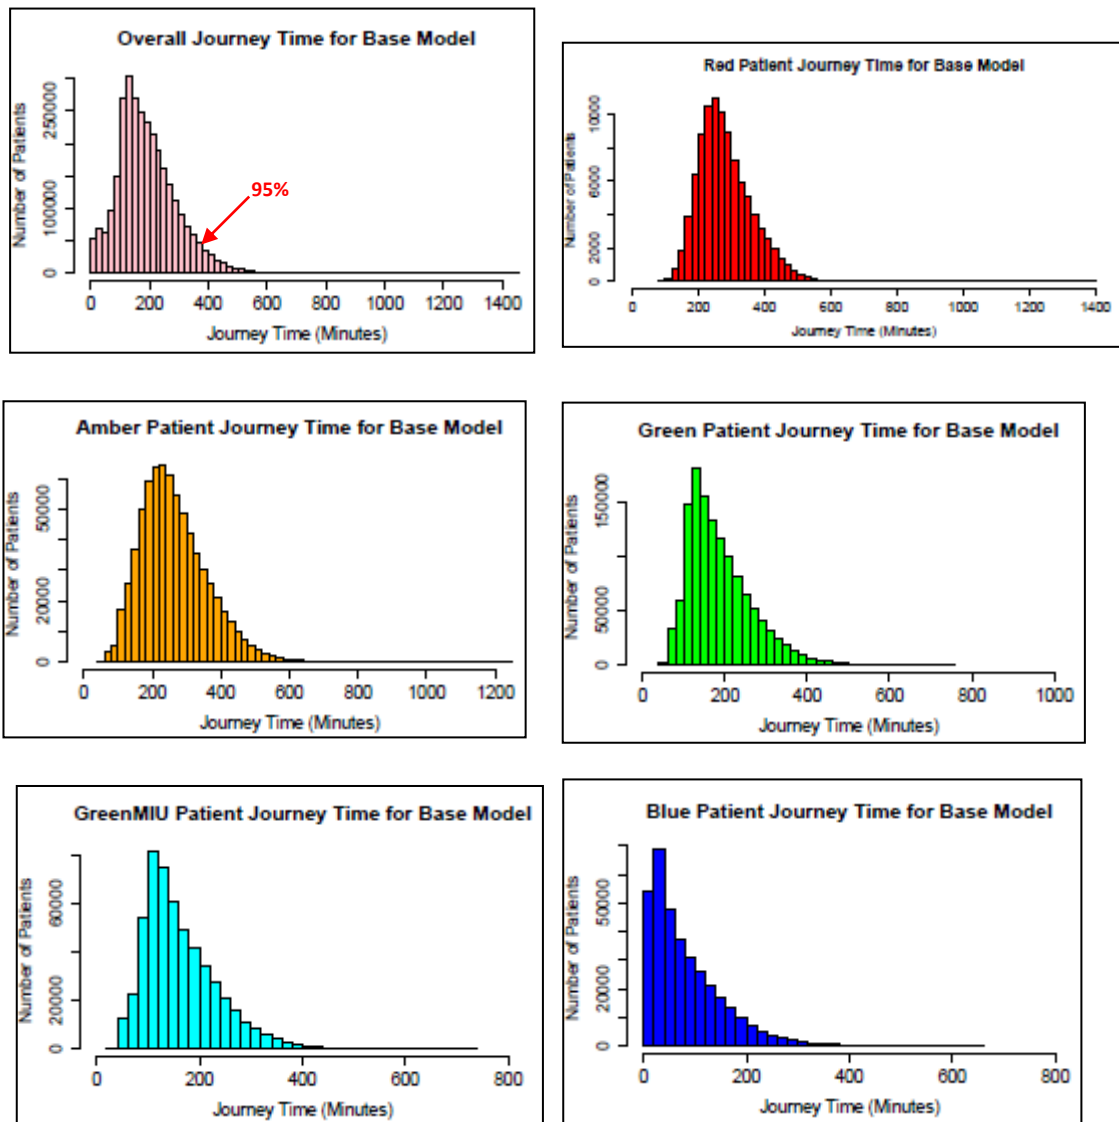 Overall Journey Time for Base Model
Number of Patients
0
100000
250000
95%
0 200 400 600 800 1000 1200 1400
Journey Time (Minutes)
Red Patient Journey Time for Base Model
Number of Patients
0
2000
6000
10000
0 200 400 600 800 1000 1200 1400
Journey Time (Minutes)
Amber Patient Journey Time for Base Model
Number of Patients
0
20000
50000
0 200 400 600 800 1000 1200
Journey Time (Minutes)
Green Patient Journey Time for Base Model
Number of Patients
0
50000
150000
0 200 400 600 800 1000
Journey Time (Minutes)
GreenMIU Patient Journey Time for Base Model
Number of Patients
0
20000
60000
0 200 400 600 800
Journey Time (Minutes)
Blue Patient Journey Time for Base Model
Number of Patients
0
20000
50000
0 200 400 600 800
Journey Time (Minutes)